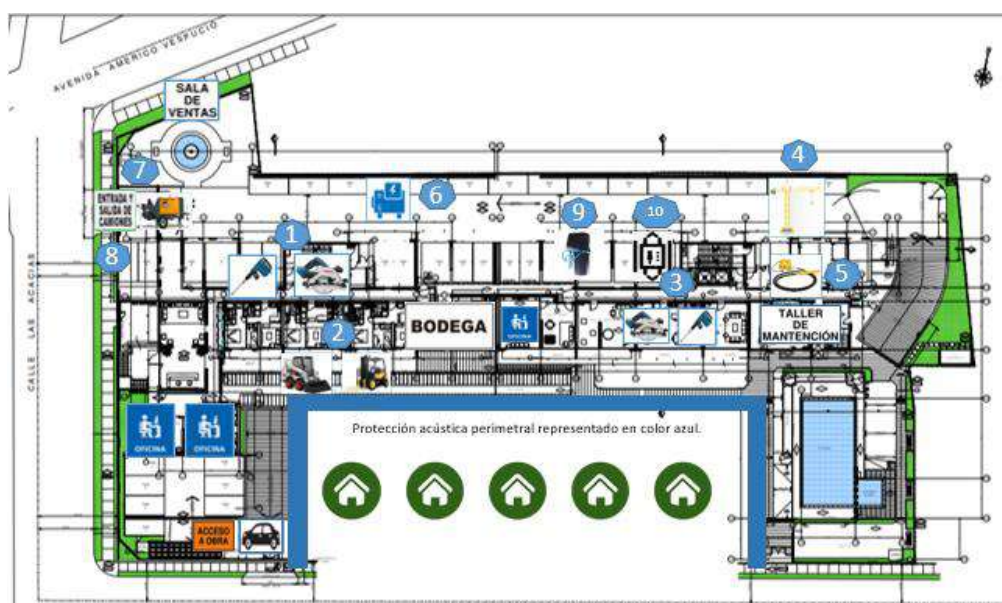 AVENIDA AMÉRICO VESPUCIO
SALA
DE
VENTAS
4
7
6
ENTRADA Y
SALIDA DE
CAMIONES
9
10
1
8
3
5
CALLE LAS ACACIAS
2
BODEGA
OFICINA
TALLER
DE
MANTENCIÓN
Protección acústica perimetral representado en color azul.
OFICINA
OFICINA
ACCESO
A OBRA